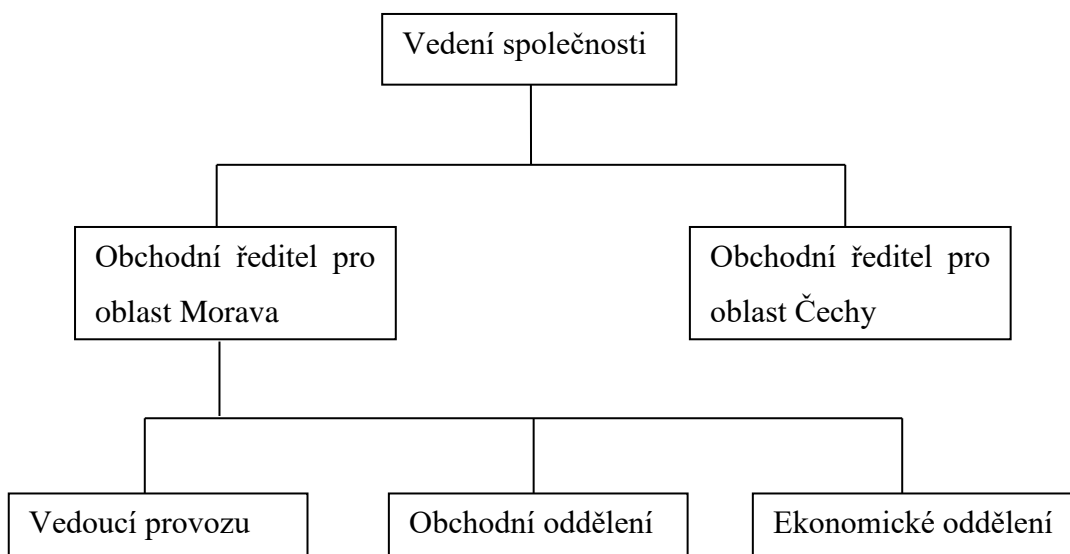 Vedení společnosti
Obchodní ředitel pro
oblast Morava
Obchodní ředitel pro
oblast Čechy
Vedoucí provozu
Obchodní oddělení
Ekonomické oddělení